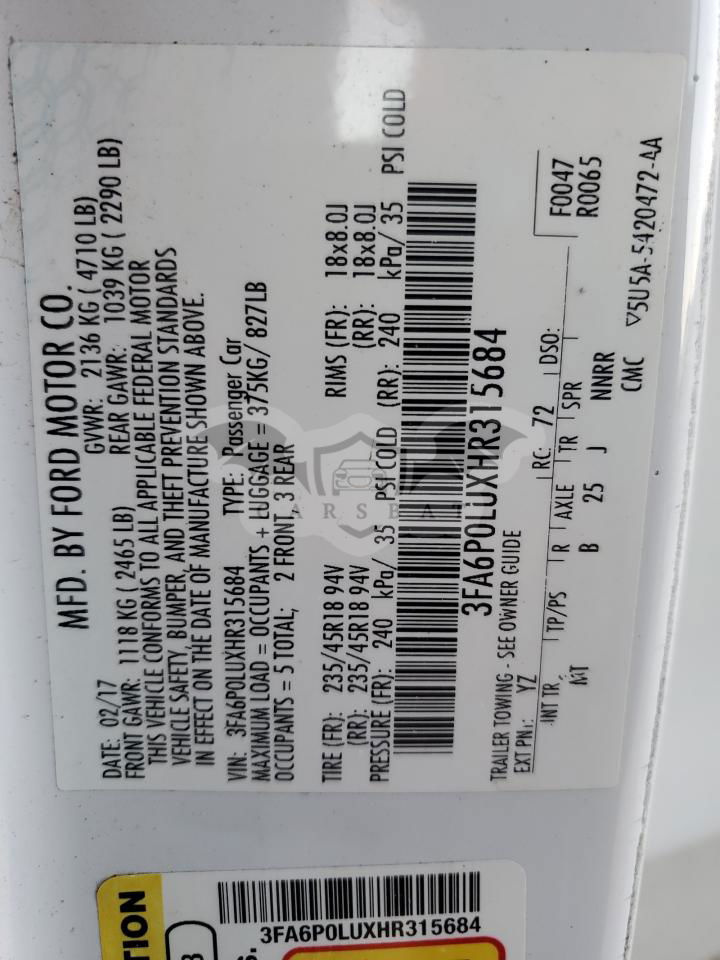 MFD. BY FORD MOTOR CO.
DATE: 02/17 GVWR: 2136 KG ( 4710 LB)
FRONT GAWR: 1118 KG ( 2465 LB) REAR GAWR: 1039 KG ( 2290 LB)
THIS VEHICLE CONFORMS TO ALL APPLICABLE FEDERAL MOTOR
VEHICLE SAFETY, BUMPER, AND THEFT PREVENTION STANDARDS
IN EFFECT ON THE DATE OF MANUFACTURE SHOWN ABOVE.
VIN: 3FA6P0LUXHR315684 TYPE: Passenger Car
MAXIMUM LOAD = OCCUPANTS + LUGGAGE = 375KG/ 827LB
OCCUPANTS = 5 TOTAL; 2 FRONT, 3 REAR
TIRE (FR): 235/45R18 94V RIMS (FR): 18x8.0J
(RR): 235/45R18 94V (RR): 18x8.0J
PRESSURE (FR): 240 kPa/ 35 PSI COLD (RR): 240 kPa/ 35 PSI COLD
3FA6P0LUXHR315684
TRAILER TOWING - SEE OWNER GUIDE
F0047
R0065
EXT PNT: YZ RC: 72 DSO:
INT TR TP/PS R AXLE TR SPR
MT B 25 J NNRR
CMC ▽5U5A-5420472-4A
CARSBAT
TION
B
S.
3FA6P0LUXHR315684